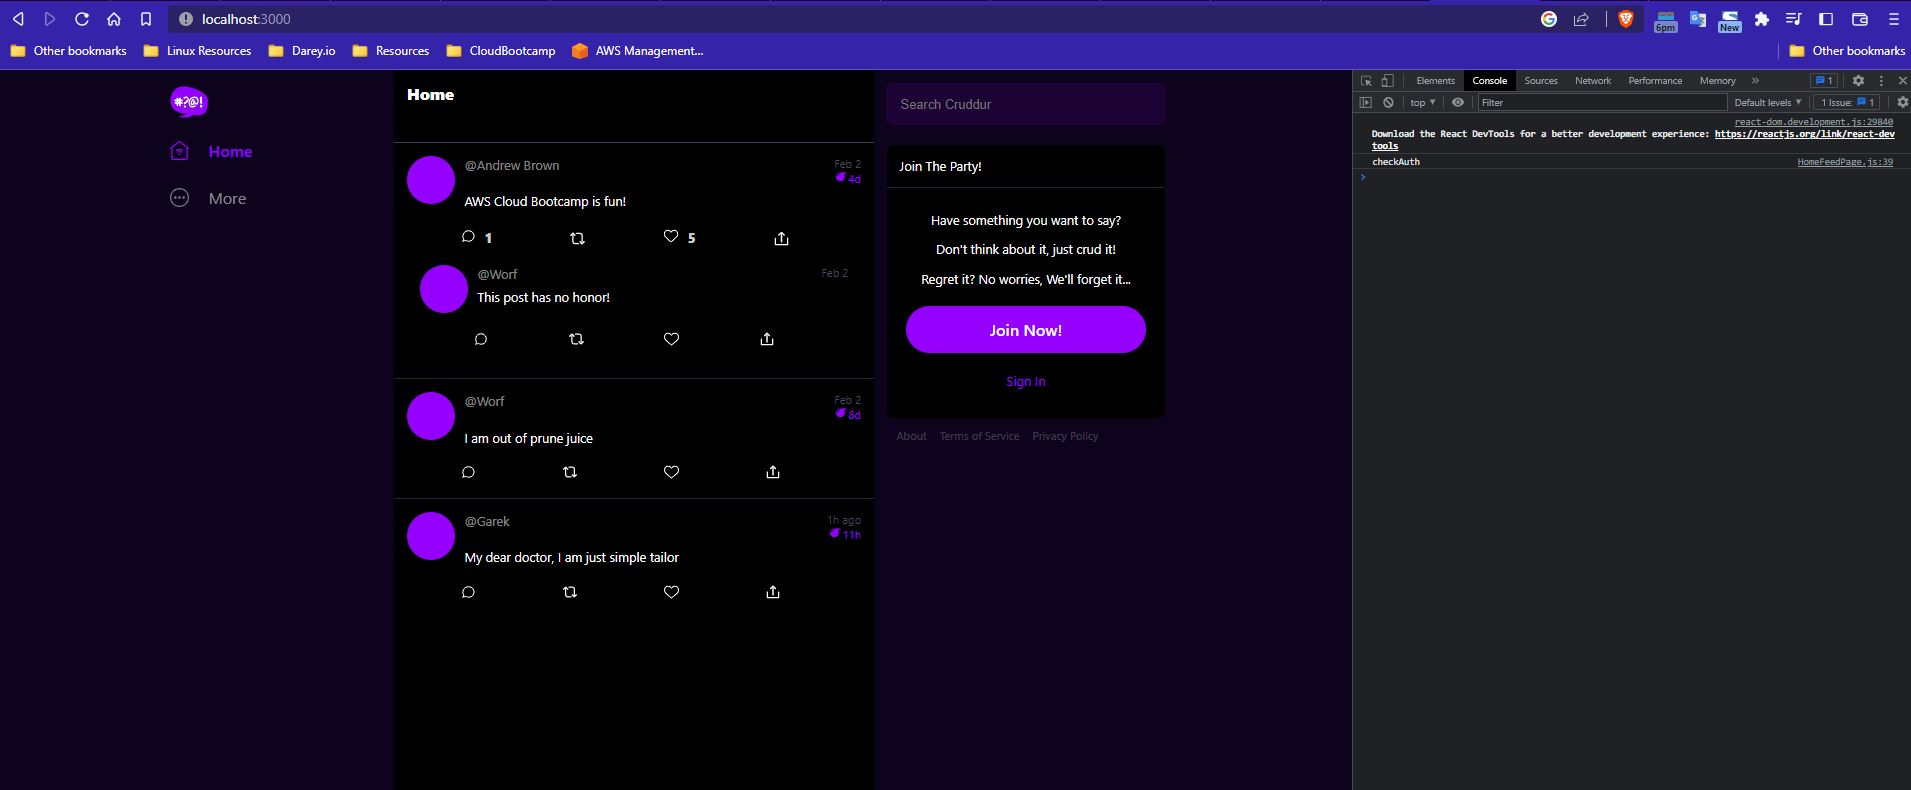 localhost:3000
6pm
New
Other bookmarks
Linux Resources
Darey.io
Resources
CloudBootcamp
AWS Management...
Other bookmarks
#?@!
Home
More
Home
@Andrew Brown
Feb 2
4d
AWS Cloud Bootcamp is fun!
1
5
@Worf
Feb 2
This post has no honor!
@Worf
Feb 2
8d
I am out of prune juice
@Garek
1h ago
11h
My dear doctor, I am just simple tailor
Search Cruddur
Join The Party!
Have something you want to say?
Don't think about it, just crud it!
Regret it? No worries, We'll forget it...
Join Now!
Sign In
About Terms of Service Privacy Policy
Elements Console Sources Network Performance Memory » 1
top ▼ Filter Default levels ▼ 1 Issue: 1
react-dom.development.js:29840
Download the React DevTools for a better development experience: https://reactjs.org/link/react-dev
tools
checkAuth HomeFeedPage.js:39